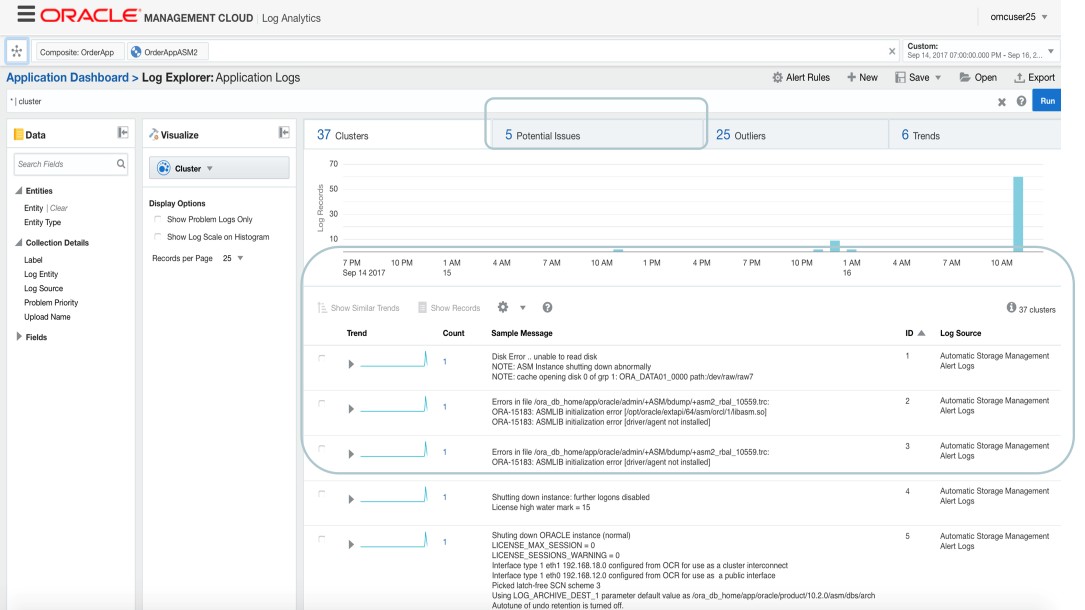 ORACLE MANAGEMENT CLOUD | Log Analytics
omcuser25
Composite: OrderApp
OrderAppASM2
Custom:
Sep 14, 2017 07:00:00.000 PM - Sep 16, 2...
Application Dashboard > Log Explorer: Application Logs
Alert Rules
New
Save
Open
Export
* | cluster
Run
Data
Search Fields
Entities
Entity | Clear
Entity Type
Collection Details
Label
Log Entity
Log Source
Problem Priority
Upload Name
Fields
Visualize
Cluster
Display Options
Show Problem Logs Only
Show Log Scale on Histogram
Records per Page 25
37 Clusters
5 Potential Issues
25 Outliers
6 Trends
Log Records
70
50
30
10
7 PM 10 PM 1 AM 4 AM 7 AM 10 AM 1 PM 4 PM 7 PM 10 PM 1 AM 4 AM 7 AM 10 AM
Sep 14 2017 15 16
Show Similar Trends
Show Records
37 clusters
Trend Count Sample Message ID Log Source
1
Disk Error .. unable to read disk
NOTE: ASM Instance shutting down abnormally
NOTE: cache opening disk 0 of grp 1: ORA_DATA01_0000 path:/dev/raw/raw7
1
Automatic Storage Management
Alert Logs
1
Errors in file /ora_db_home/app/oracle/admin/+ASM/bdump/+asm2_rbal_10559.trc:
ORA-15183: ASMLIB initialization error [/opt/oracle/extapi/64/asm/orcl/1/libasm.so]
ORA-15183: ASMLIB initialization error [driver/agent not installed]
2
Automatic Storage Management
Alert Logs
1
Errors in file /ora_db_home/app/oracle/admin/+ASM/bdump/+asm2_rbal_10559.trc:
ORA-15183: ASMLIB initialization error [driver/agent not installed]
3
Automatic Storage Management
Alert Logs
1
Shutting down instance: further logons disabled
License high water mark = 15
4
Automatic Storage Management
Alert Logs
1
Shuting down ORACLE instance (normal)
LICENSE_MAX_SESSION = 0
LICENSE_SESSIONS_WARNING = 0
Interface type 1 eth1 192.168.18.0 configured from OCR for use as a cluster interconnect
Interface type 1 eth0 192.168.12.0 configured from OCR for use as a public interface
Picked latch-free SCN scheme 3
Using LOG_ARCHIVE_DEST_1 parameter default value as /ora_db_home/app/oracle/product/10.2.0/asm/dbs/arch
Autotune of undo retention is turned off.
5
Automatic Storage Management
Alert Logs